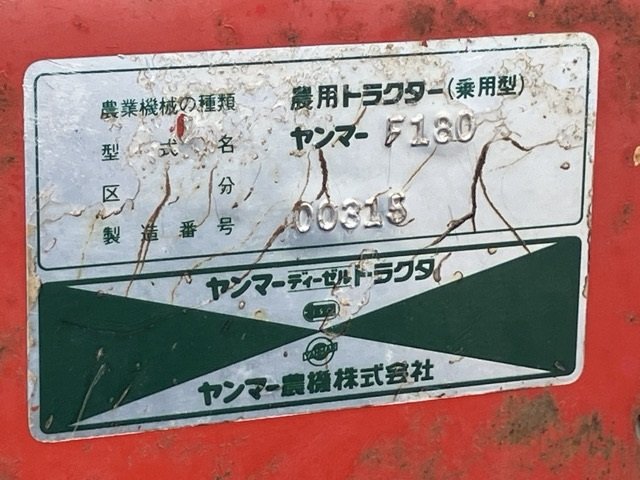 農業機械の種類 農用トラクター(乗用型)
型式名 ヤンマー F180
区分
製造番号 00318
ヤンマーディーゼルトラクタ
ヤンマー農機株式会社